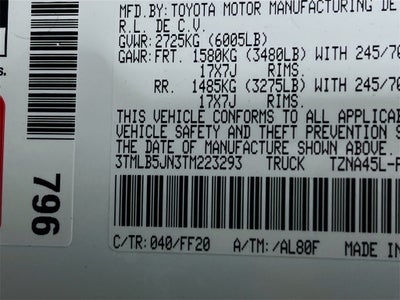 MFD.BY:TOYOTA MOTOR MANUFACTURING DE
R.L. DE C.V.
GVWR: 2725KG (6005LB)
GAWR:FRT. 1580KG (3480LB) WITH 245/70
17X7J RIMS.
RR. 1485KG (3275LB) WITH 245/70
17X7J RIMS.
THIS VEHICLE CONFORMS TO ALL APPLICAB
VEHICLE SAFETY AND THEFT PREVENTION S
THE DATE OF MANUFACTURE SHOWN ABOVE.
3TMLB5JN3TM223293 TRUCK TZNA45L-P
C/TR: 040/FF20 A/TM: /AL80F MADE IN
s.
796